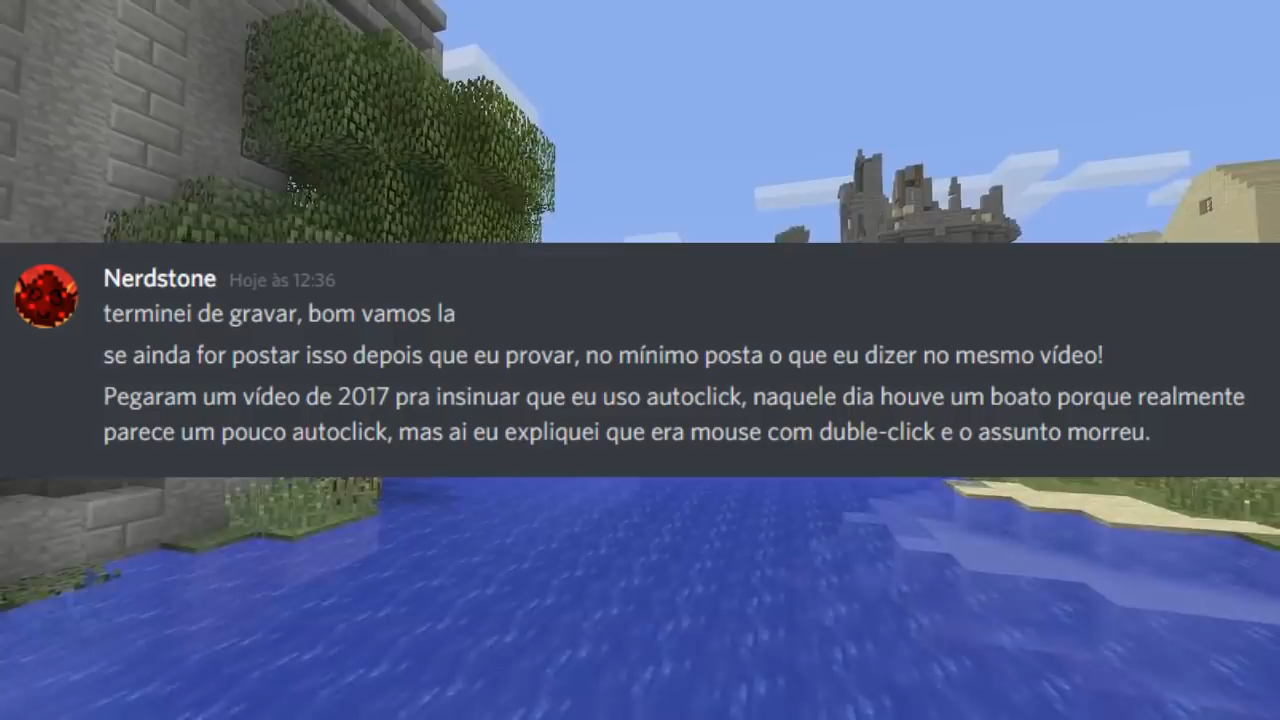 Nerdstone Hoje às 12:36
terminei de gravar, bom vamos la
se ainda for postar isso depois que eu provar, no mínimo posta o que eu dizer no mesmo vídeo!
Pegaram um vídeo de 2017 pra insinuar que eu uso autoclick, naquele dia houve um boato porque realmente
parece um pouco autoclick, mas ai eu expliquei que era mouse com duble-click e o assunto morreu.